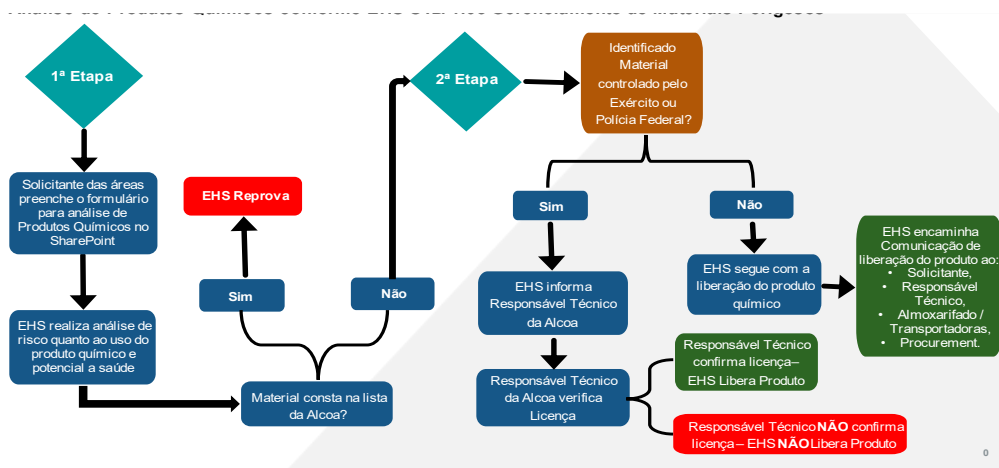 1ª Etapa
Solicitante das áreas
preenche o formulário
para análise de
Produtos Químicos no
SharePoint
EHS realiza análise de
risco quanto ao uso do
produto químico e
potencial a saúde
Material consta na lista
da Alcoa?
Sim
EHS Reprova
Não
2ª Etapa
Identificado
Material
controlado pelo
Exército ou
Polícia Federal?
Sim
EHS informa
Responsável Técnico
da Alcoa
Responsável Técnico
da Alcoa verifica
Licença
Responsável Técnico
confirma licença–
EHS Libera Produto
Responsável Técnico NÃO confirma
licença – EHS NÃO Libera Produto
Não
EHS segue com a
liberação do produto
químico
EHS encaminha
Comunicação de
liberação do produto ao:
• Solicitante,
• Responsável
Técnico,
• Almoxarifado /
Transportadoras,
• Procurement.
0